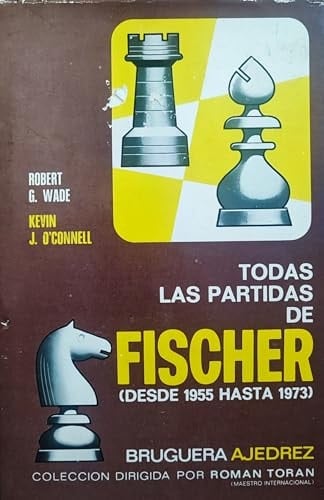 ROBERT
G. WADE
KEVIN
J. O'CONNELL
TODAS
LAS PARTIDAS
DE
FISCHER
(DESDE 1955 HASTA 1973)
BRUGUERA AJEDREZ
COLECCION DIRIGIDA POR ROMAN TORAN
(MAESTRO INTERNACIONAL)